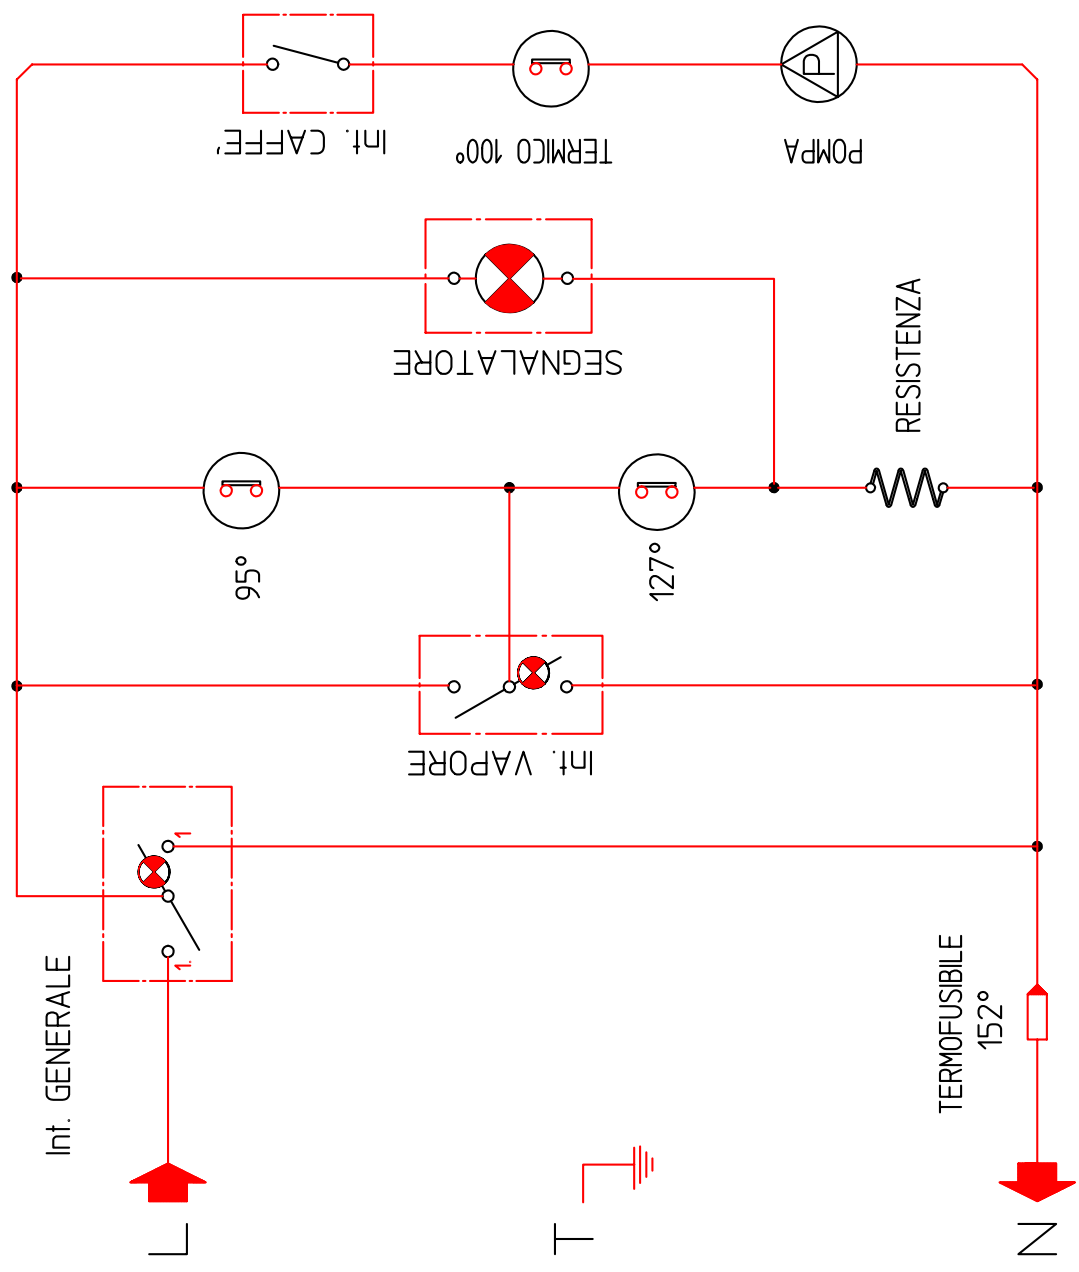 Int. CAFFE'
TERMICO 100°
P
POMPA
SEGNALATORE
RESISTENZA
95°
127°
Int. VAPORE
1
1
Int. GENERALE
TERMOFUSIBILE
152°
L
T
N